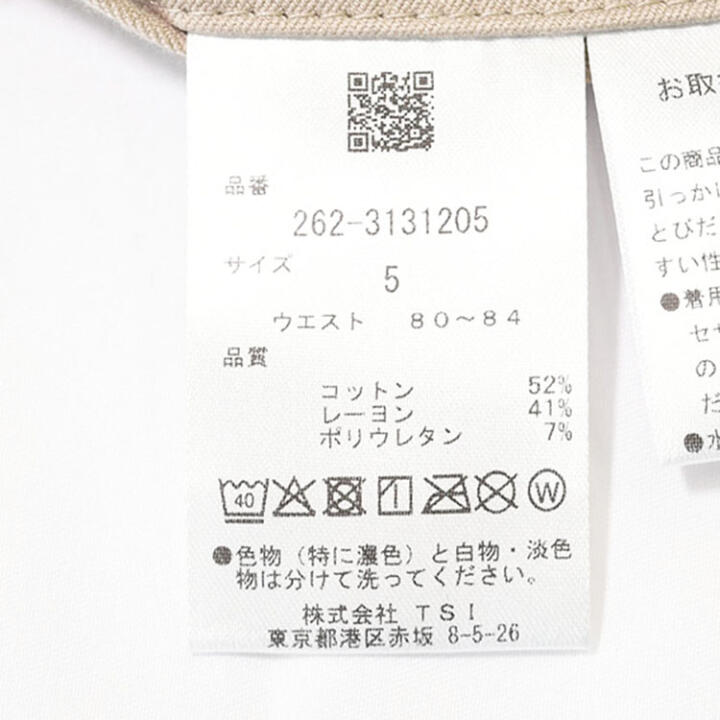 品番
262-3131205
サイズ
5
ウエスト 80〜84
品質
コットン 52%
レーヨン 41%
ポリウレタン 7%
40 W
●色物（特に濃色）と白物・淡色
物は分けて洗ってください。
株式会社 TSI
東京都港区赤坂 8-5-26
お取
この商品
引っか
とびだ
すい性
●着用
セ
の
だ
●水